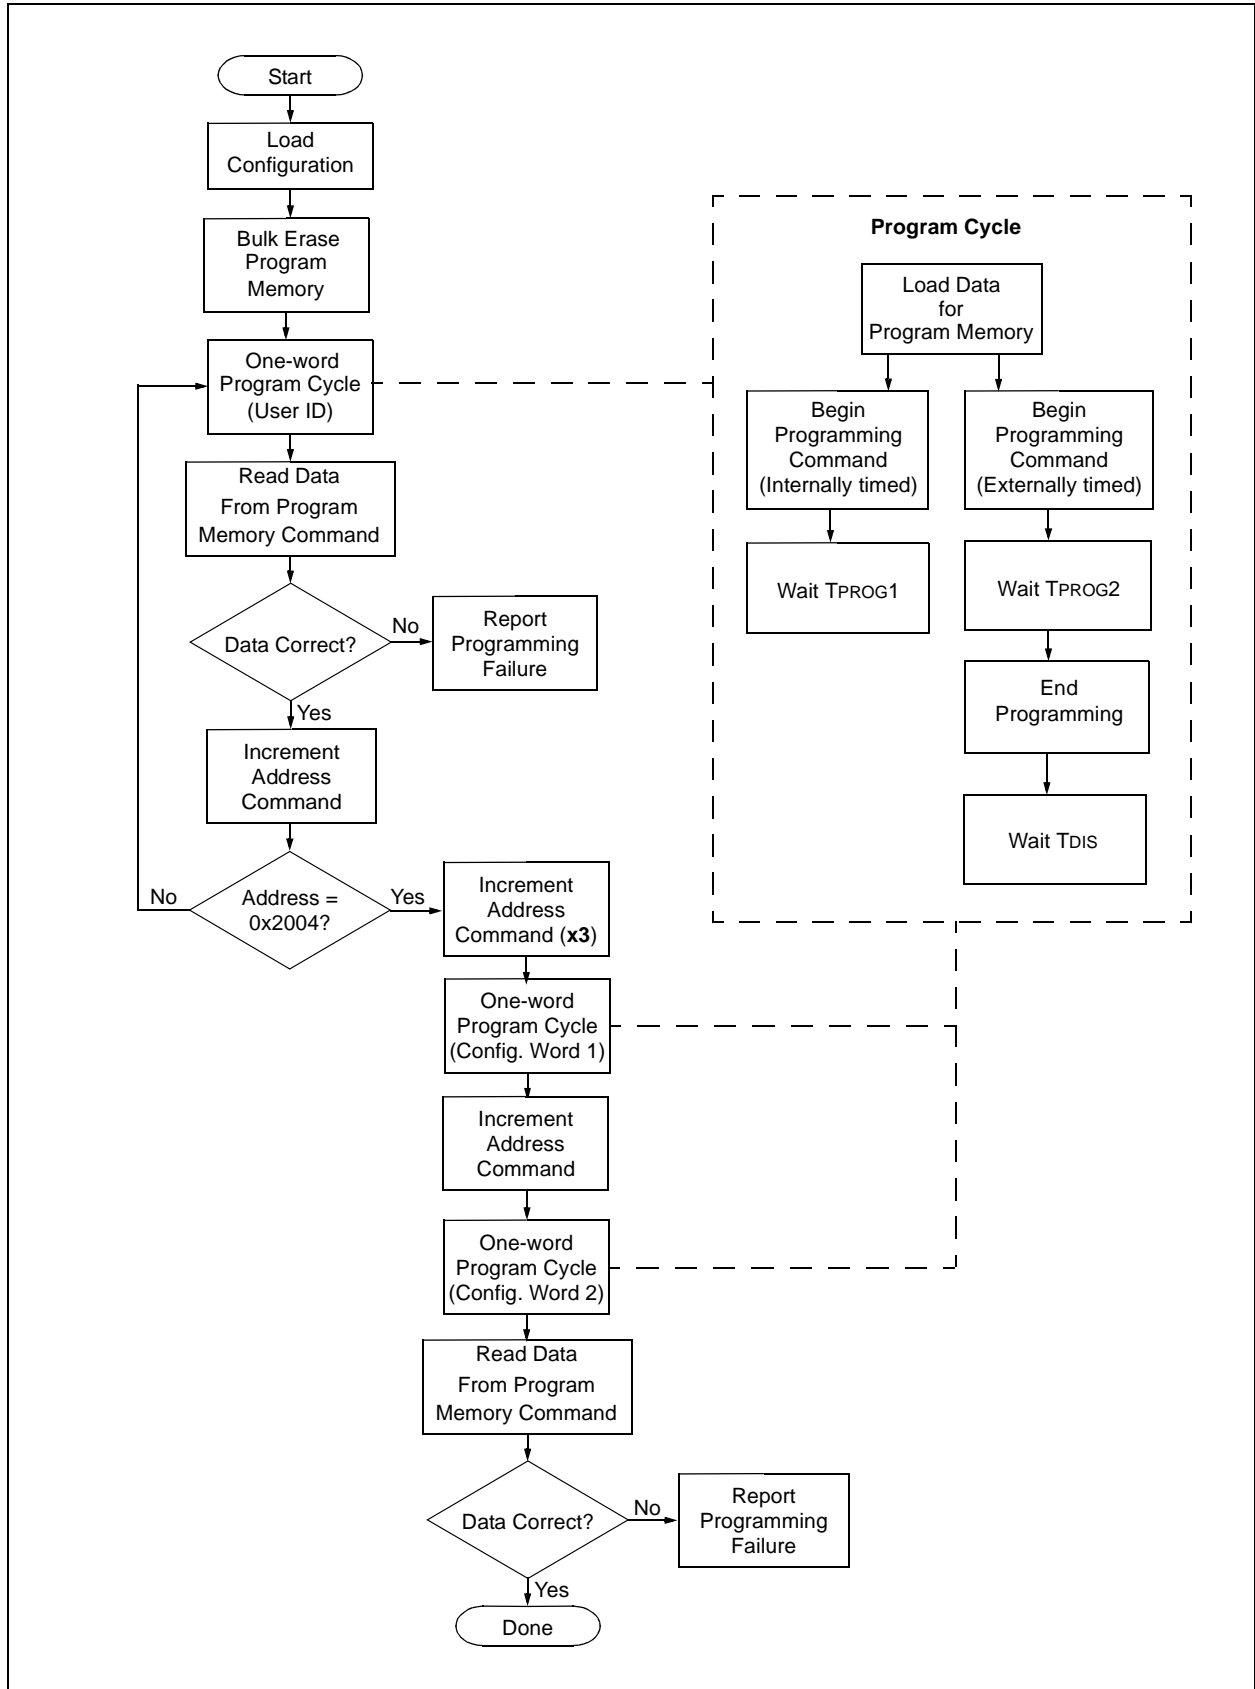 Start
Load
Configuration
Bulk Erase
Program
Memory
One-word
Program Cycle
(User ID)
Read Data
From Program
Memory Command
Data Correct?
No
Report
Programming
Failure
Yes
Increment
Address
Command
Address =
0x2004?
No
Yes
Increment
Address
Command (x3)
One-word
Program Cycle
(Config. Word 1)
Increment
Address
Command
One-word
Program Cycle
(Config. Word 2)
Read Data
From Program
Memory Command
Data Correct?
No
Report
Programming
Failure
Yes
Done
Program Cycle
Load Data
for
Program Memory
Begin
Programming
Command
(Internally timed)
Wait TPROG1
Begin
Programming
Command
(Externally timed)
Wait TPROG2
End
Programming
Wait TDIS